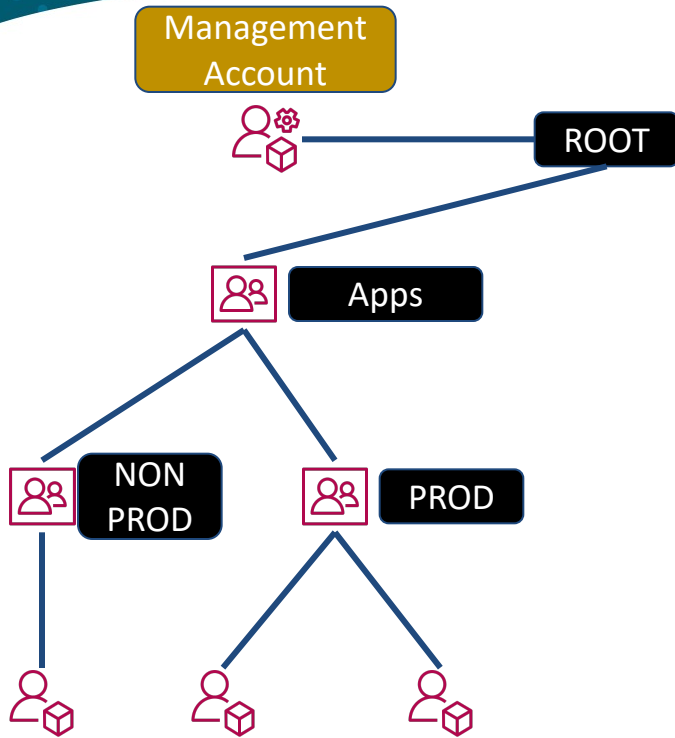 Management
Account
ROOT
Apps
NON
PROD
PROD